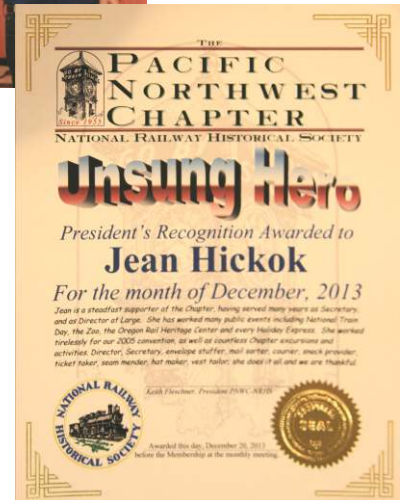 THE
PACIFIC
NORTHWEST
CHAPTER
Since 1955
NATIONAL RAILWAY HISTORICAL SOCIETY
Unsung Hero
President's Recognition Awarded to
Jean Hickok
For the month of December, 2013
Jean is a steadfast supporter of the Chapter, having served many years as Secretary,
and as Director at Large. She has worked many public events including National Train
Day, the Zoo, the Oregon Rail Heritage Center and every Holiday Express. She worked
tirelessly for our 2005 convention, as well as countless Chapter excursions and
activities. Director, Secretary, envelope stuffer, mail sorter, courier, snack provider,
ticket taker, seam mender, hat maker, vest tailor; she does it all and we are thankful.
Keith Fleschner, President PNWC-NRHS
NATIONAL RAILWAY
HISTORICAL SOCIETY
SEAL
Awarded this day, December 20, 2013
before the Membership at the monthly meeting.